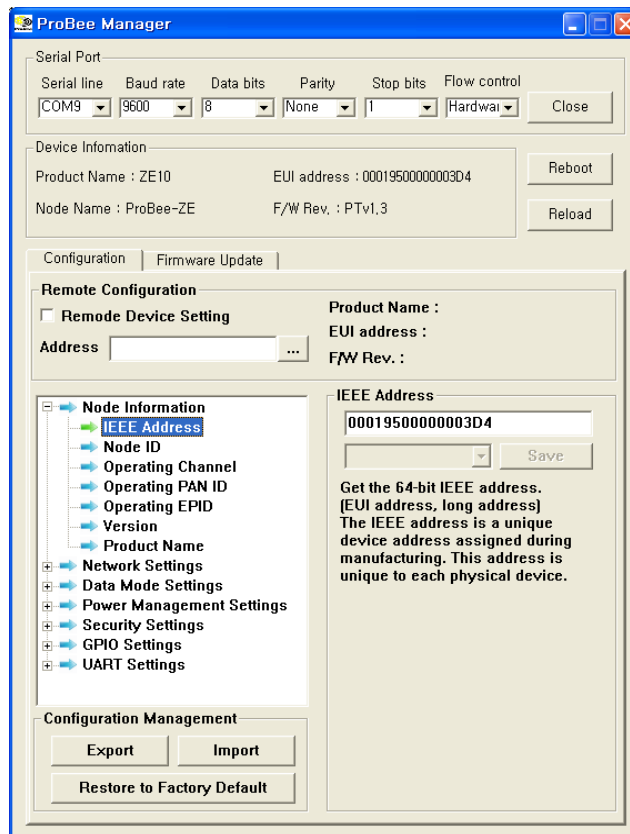 ProBee Manager
Serial Port
Serial line Baud rate Data bits Parity Stop bits Flow control
COM9 9600 8 None 1 Hardwar Close
Device Infomation
Product Name : ZE10 EUI address : 00019500000003D4
Node Name : ProBee-ZE F/W Rev. : PTv1.3
Reboot
Reload
Configuration Firmware Update
Remote Configuration
Remode Device Setting
Address ...
Product Name :
EUI address :
F/W Rev. :
Node Information
IEEE Address
Node ID
Operating Channel
Operating PAN ID
Operating EPID
Version
Product Name
Network Settings
Data Mode Settings
Power Management Settings
Security Settings
GPIO Settings
UART Settings
IEEE Address
00019500000003D4
Save
Get the 64-bit IEEE address.
(EUI address, long address)
The IEEE address is a unique
device address assigned during
manufacturing. This address is
unique to each physical device.
Configuration Management
Export Import
Restore to Factory Default